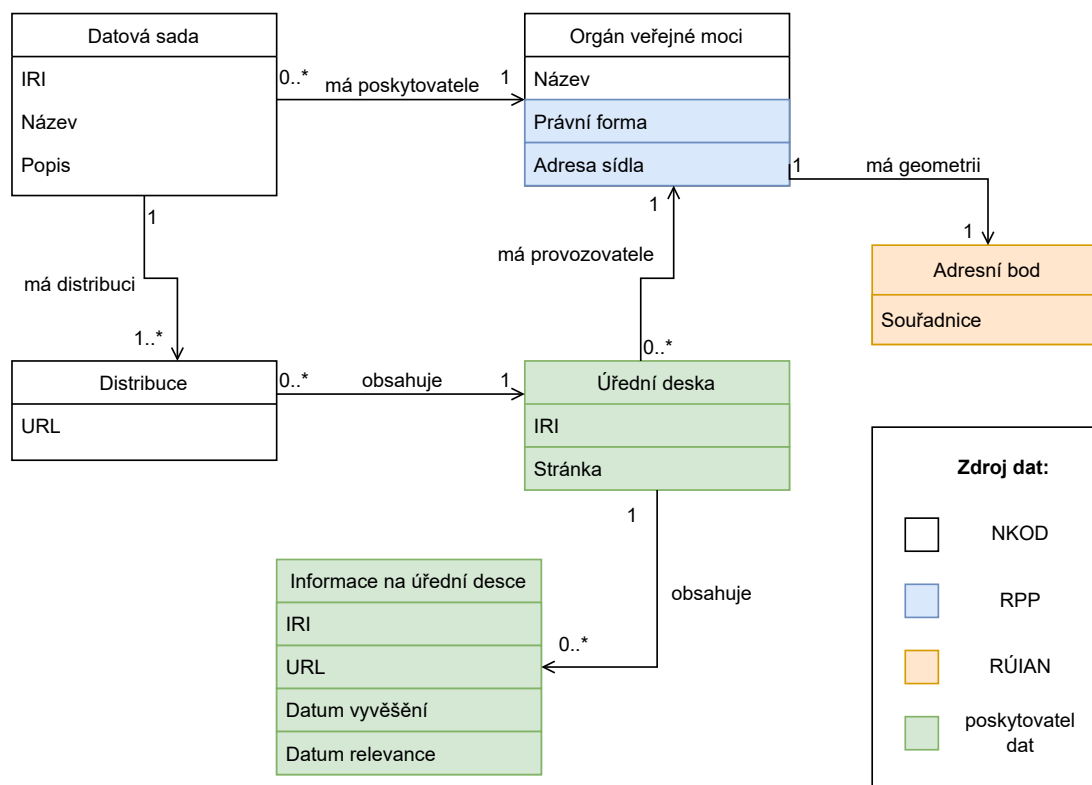 Datová sada
IRI
Název
Popis
0..*
má poskytovatele
1
Orgán veřejné moci
Název
Právní forma
Adresa sídla
1
má geometrii
1
Adresní bod
Souřadnice
1
má distribuci
1..*
1
má provozovatele
0..*
Distribuce
URL
0..*
obsahuje
1
Úřední deska
IRI
Stránka
1
obsahuje
0..*
Informace na úřední desce
IRI
URL
Datum vyvěšění
Datum relevance
Zdroj dat:
NKOD
RPP
RÚIAN
poskytovatel
dat